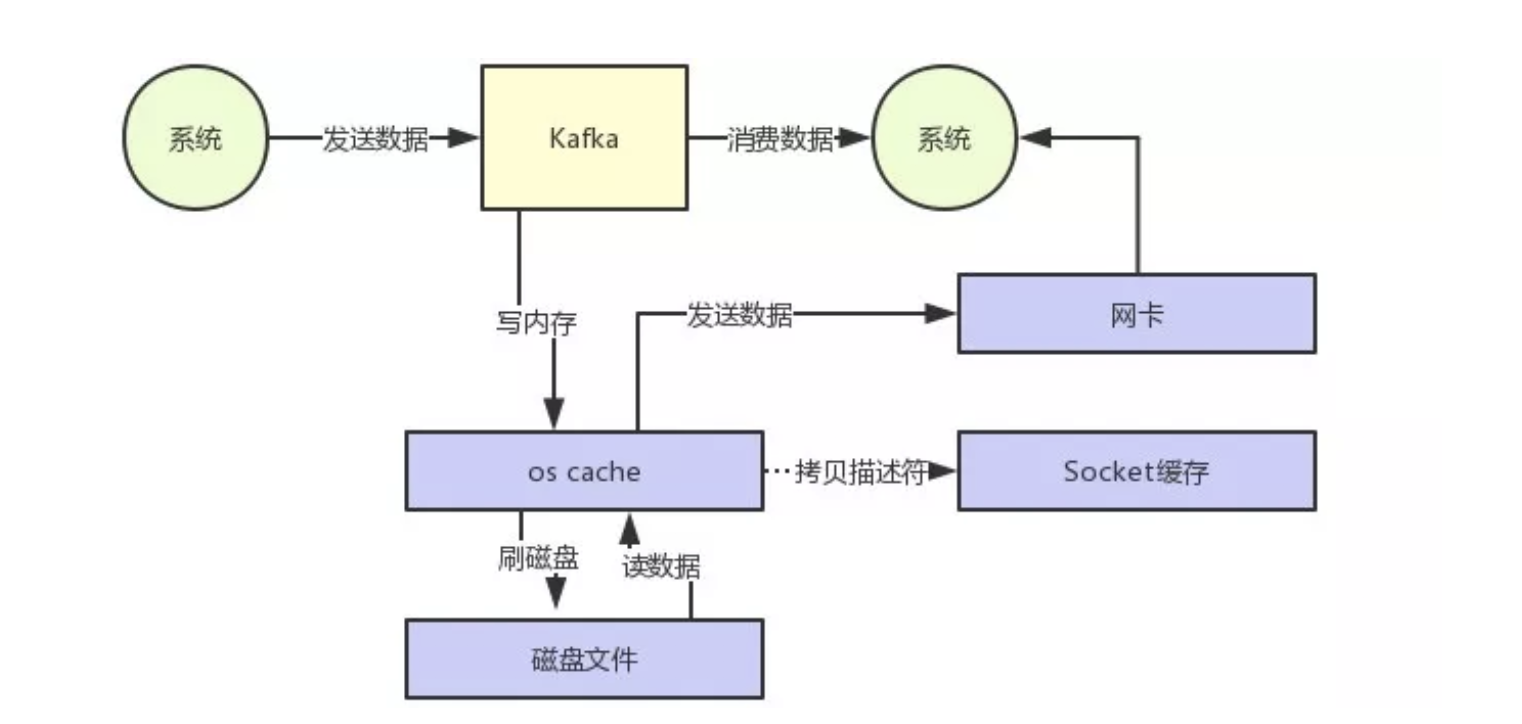 系统
发送数据
Kafka
消费数据
系统
写内存
发送数据
网卡
os cache
拷贝描述符
Socket缓存
刷磁盘
读数据
磁盘文件